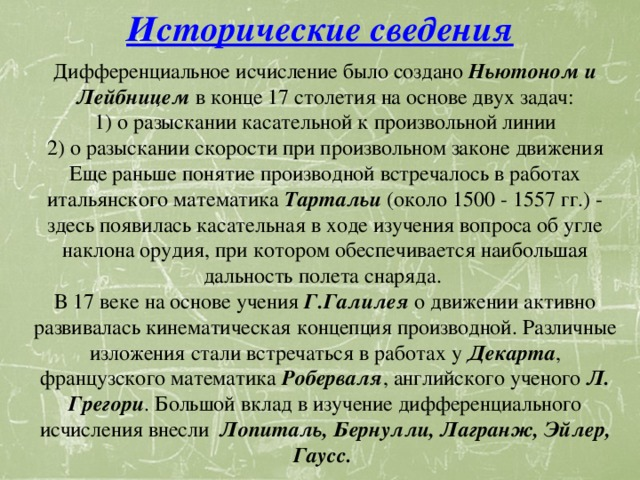 Исторические сведения
Дифференциальное исчисление было создано Ньютоном и
Лейбницем в конце 17 столетия на основе двух задач:
1) о разыскании касательной к произвольной линии
2) о разыскании скорости при произвольном законе движения
Еще раньше понятие производной встречалось в работах
итальянского математика Тартальи (около 1500 - 1557 гг.) -
здесь появилась касательная в ходе изучения вопроса об угле
наклона орудия, при котором обеспечивается наибольшая
дальность полета снаряда.
В 17 веке на основе учения Г.Галилея о движении активно
развивалась кинематическая концепция производной. Различные
изложения стали встречаться в работах у Декарта,
французского математика Роберваля, английского ученого Л.
Грегори. Большой вклад в изучение дифференциального
исчисления внесли Лопиталь, Бернулли, Лагранж, Эйлер,
Гаусс.